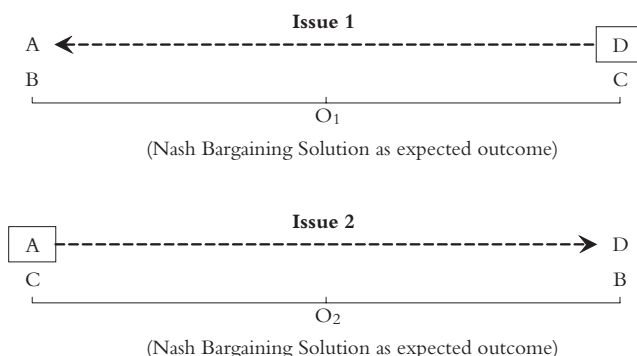 Issue 1
A D
B C
O₁
(Nash Bargaining Solution as expected outcome)
Issue 2
A D
C B
O₂
(Nash Bargaining Solution as expected outcome)